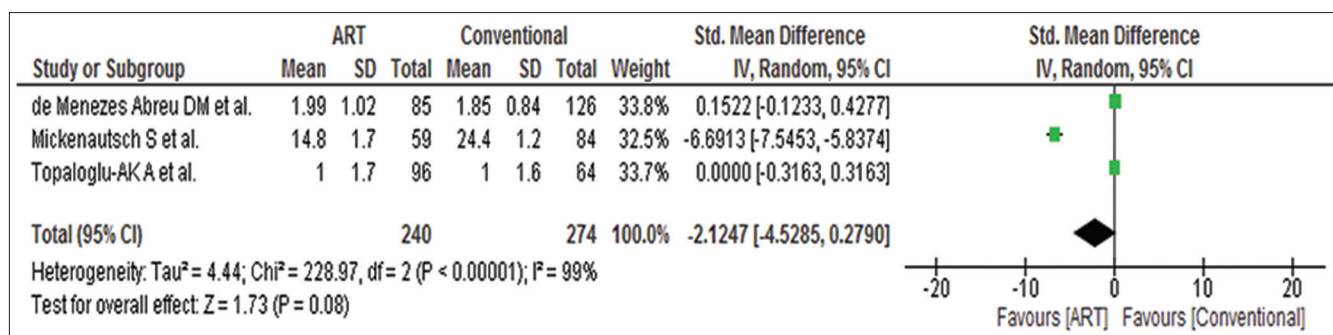 ART Conventional Std. Mean Difference Std. Mean Difference
Study or Subgroup Mean SD Total Mean SD Total Weight IV, Random, 95% CI IV, Random, 95% CI
de Menezes Abreu DM et al. 1.99 1.02 85 1.85 0.84 126 33.8% 0.1522 [-0.1233, 0.4277]
Mickenautsch S et al. 14.8 1.7 59 24.4 1.2 84 32.5% -6.6913 [-7.5453, -5.8374]
Topaloglu-AK A et al. 1 1.7 96 1 1.6 64 33.7% 0.0000 [-0.3163, 0.3163]
Total (95% CI) 240 274 100.0% -2.1247 [-4.5285, 0.2790]
Heterogeneity: Tau² = 4.44; Chi² = 228.97, df = 2 (P < 0.00001); I² = 99%
Test for overall effect: Z = 1.73 (P = 0.08)
-20 -10 0 10 20
Favours [ART] Favours [Conventional]